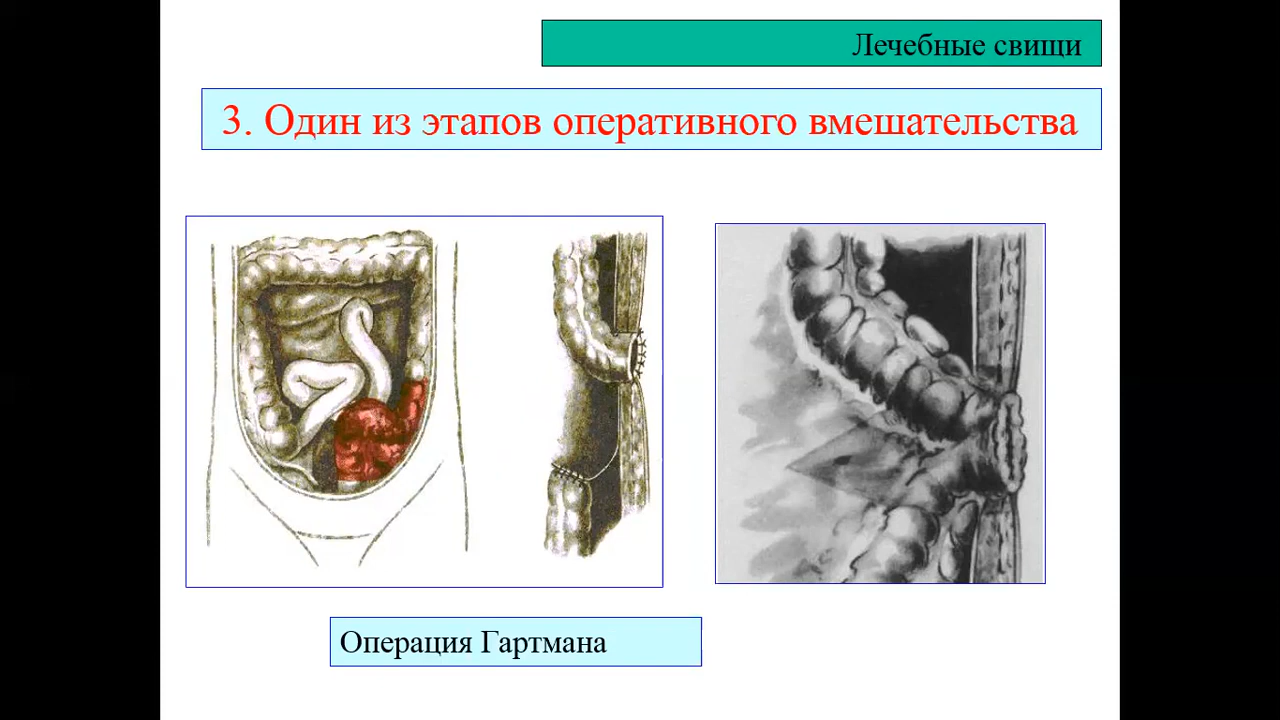 Лечебные свищи
3. Один из этапов оперативного вмешательства
Операция Гартмана